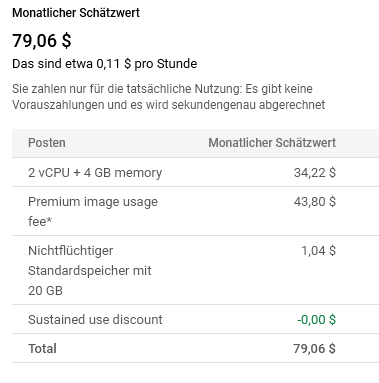 Monatlicher Schätzwert
79,06 $
Das sind etwa 0,11 $ pro Stunde
Sie zahlen nur für die tatsächliche Nutzung: Es gibt keine
Vorauszahlungen und es wird sekundengenau abgerechnet
Posten Monatlicher Schätzwert
2 vCPU + 4 GB memory 34,22 $
Premium image usage 43,80 $
fee*
Nichtflüchtiger 1,04 $
Standardspeicher mit
20 GB
Sustained use discount -0,00 $
Total 79,06 $